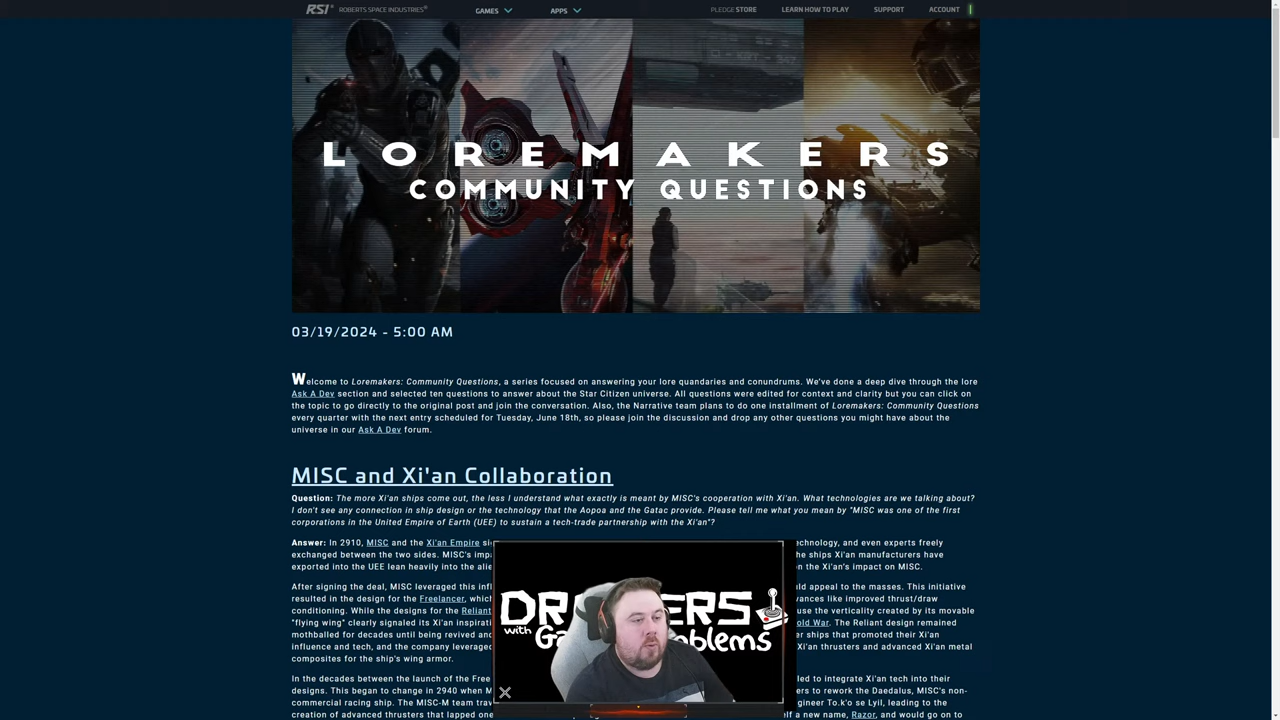 RSI ROBERTS SPACE INDUSTRIES® GAMES APPS PLEDGE STORE LEARN HOW TO PLAY SUPPORT ACCOUNT
LOREMAKERS
COMMUNITY QUESTIONS
03/19/2024 - 5:00 AM
Welcome to Loremakers: Community Questions, a series focused on answering your lore quandaries and conundrums. We've done a deep dive through the lore
Ask A Dev section and selected ten questions to answer about the Star Citizen universe. All questions were edited for context and clarity but you can click on
the topic to go directly to the original post and join the conversation. Also, the Narrative team plans to do one installment of Loremakers: Community Questions
every quarter with the next entry scheduled for Tuesday, June 18th, so please join the discussion and drop any other questions you might have about the
universe in our Ask A Dev forum.
MISC and Xi'an Collaboration
Question: The more Xi'an ships come out, the less I understand what exactly is meant by MISC's cooperation with Xi'an. What technologies are we talking about?
I don't see any connection in ship design or the technology that the Aopoa and the Gatac provide. Please tell me what you mean by "MISC was one of the first
corporations in the United Empire of Earth (UEE) to sustain a tech-trade partnership with the Xi'an"?
Answer: In 2910, MISC and the Xi'an Empire echnology, and even experts freely
exchanged between the two sides. MISC's he ships Xi'an manufacturers have
exported into the UEE lean heavily into the on the Xi'an's impact on MISC.
After signing the deal, MISC leveraged this uld appeal to the masses. This initiative
resulted in the design for the Freelancer, vances like improved thrust/draw
conditioning. While the designs for the Reliant use the verticality created by its movable
"flying wing" clearly signaled its Xi'an old War. The Reliant design remained
mothballed for decades until being revived and er ships that promoted their Xi'an
influence and tech, and the company Xi'an thrusters and advanced Xi'an metal
composites for the ship's wing armor.
In the decades between the launch of the led to integrate Xi'an tech into their
designs. This began to change in 2940 when ers to rework the Daedalus, MISC's non-
commercial racing ship. The MISC-M team gineer To.k'o se Lyil, leading to the
creation of advanced thrusters that lapped lf a new name, Razor, and would go on to
with